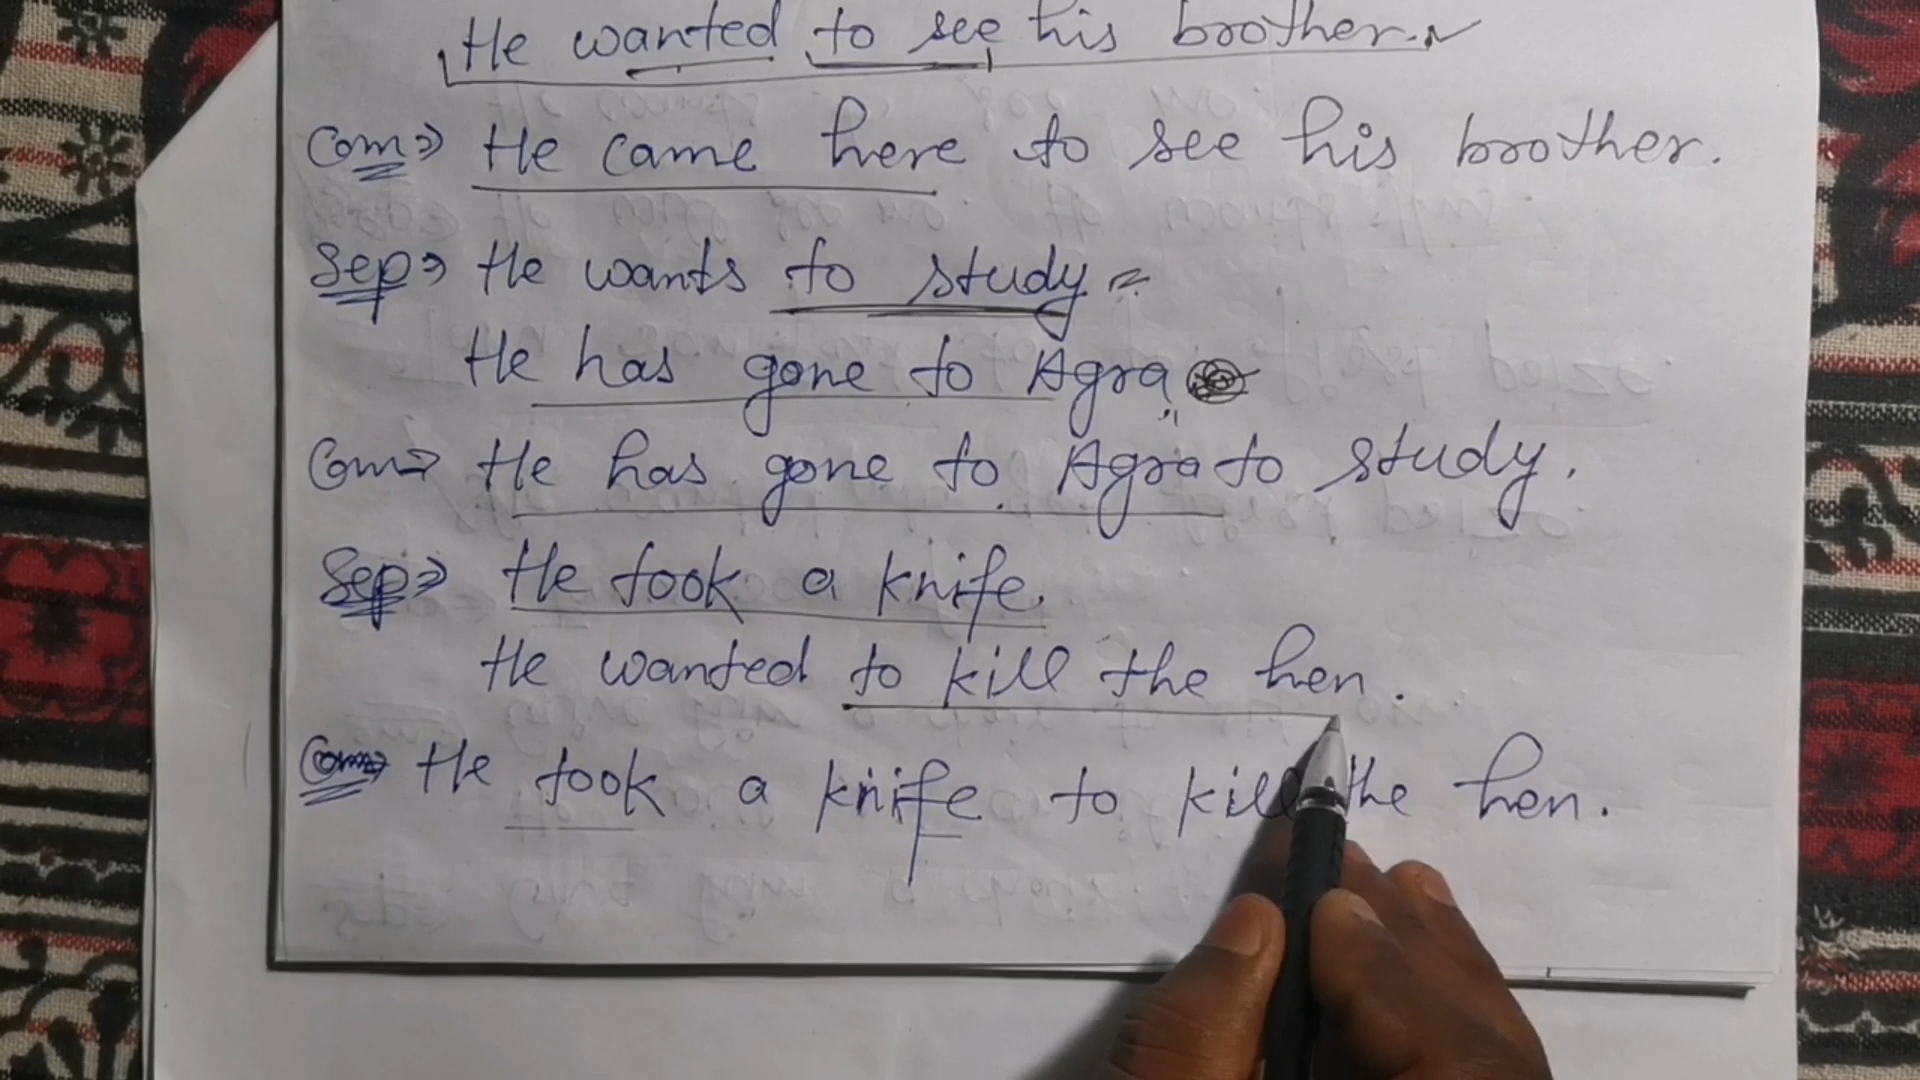 He wanted to see his brother.
Com⇒ He came here to see his brother.
Sep⇒ He wants to study.
He has gone to Agra
Com⇒ He has gone to Agra to study.
Sep⇒ He took a knife.
He wanted to kill the hen.
Com⇒ He took a knife to kill the hen.